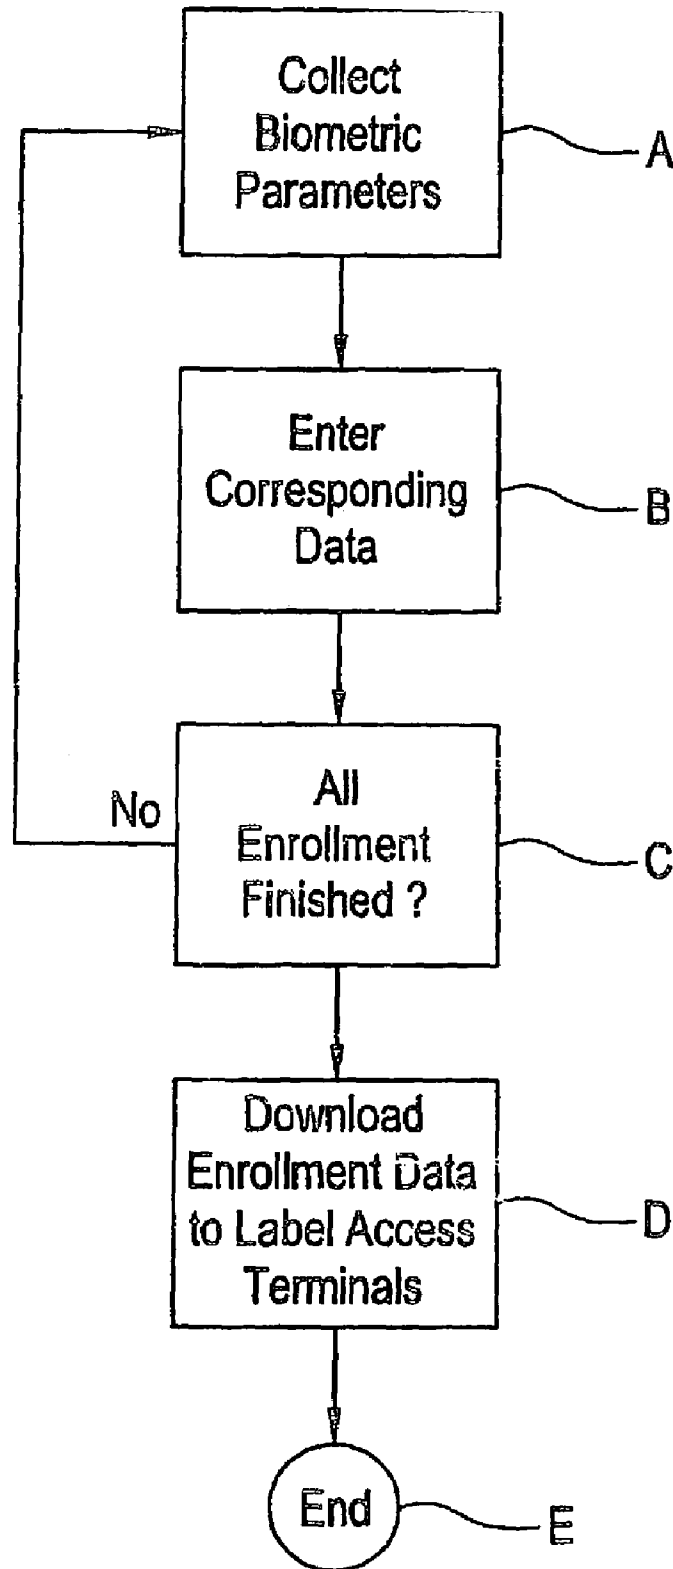 Collect
Biometric
Parameters
A
Enter
Corresponding
Data
B
All
Enrollment
Finished ?
No
C
Download
Enrollment Data
to Label Access
Terminals
D
End
E